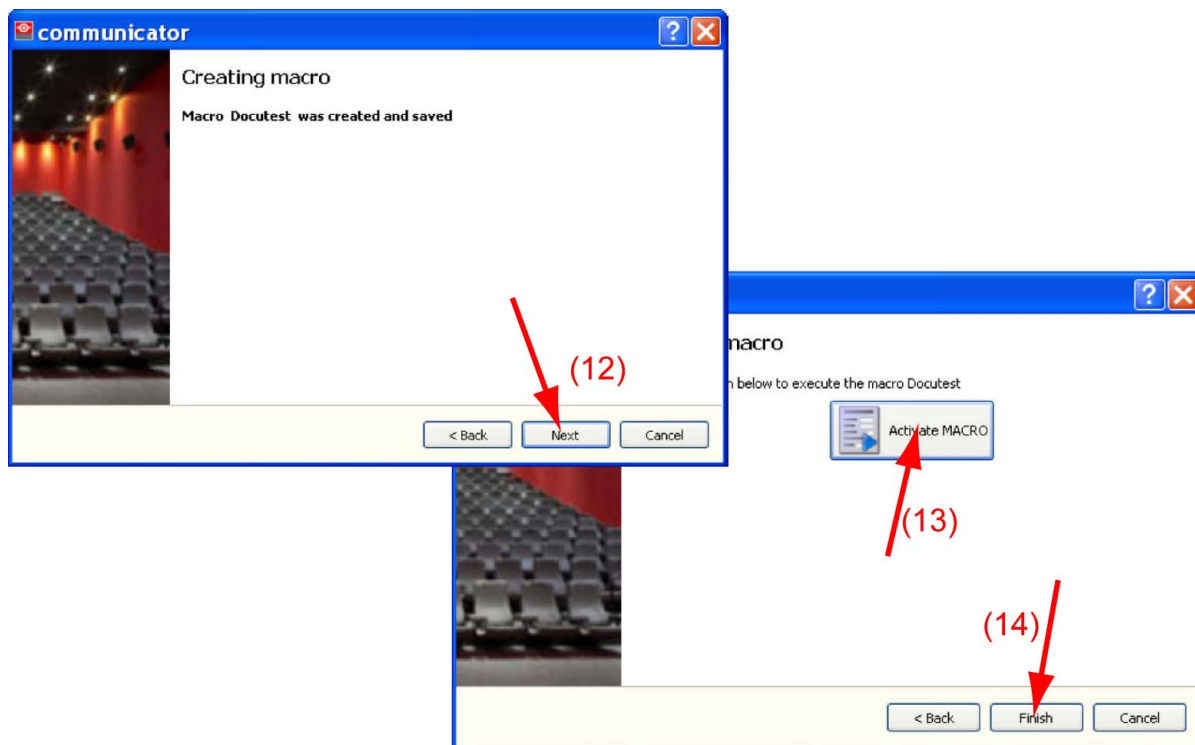 communicator
Creating macro
Macro Docutest was created and saved
(12)
< Back Next Cancel
macro
below to execute the macro Docutest
Activate MACRO
(13)
(14)
< Back Finish Cancel